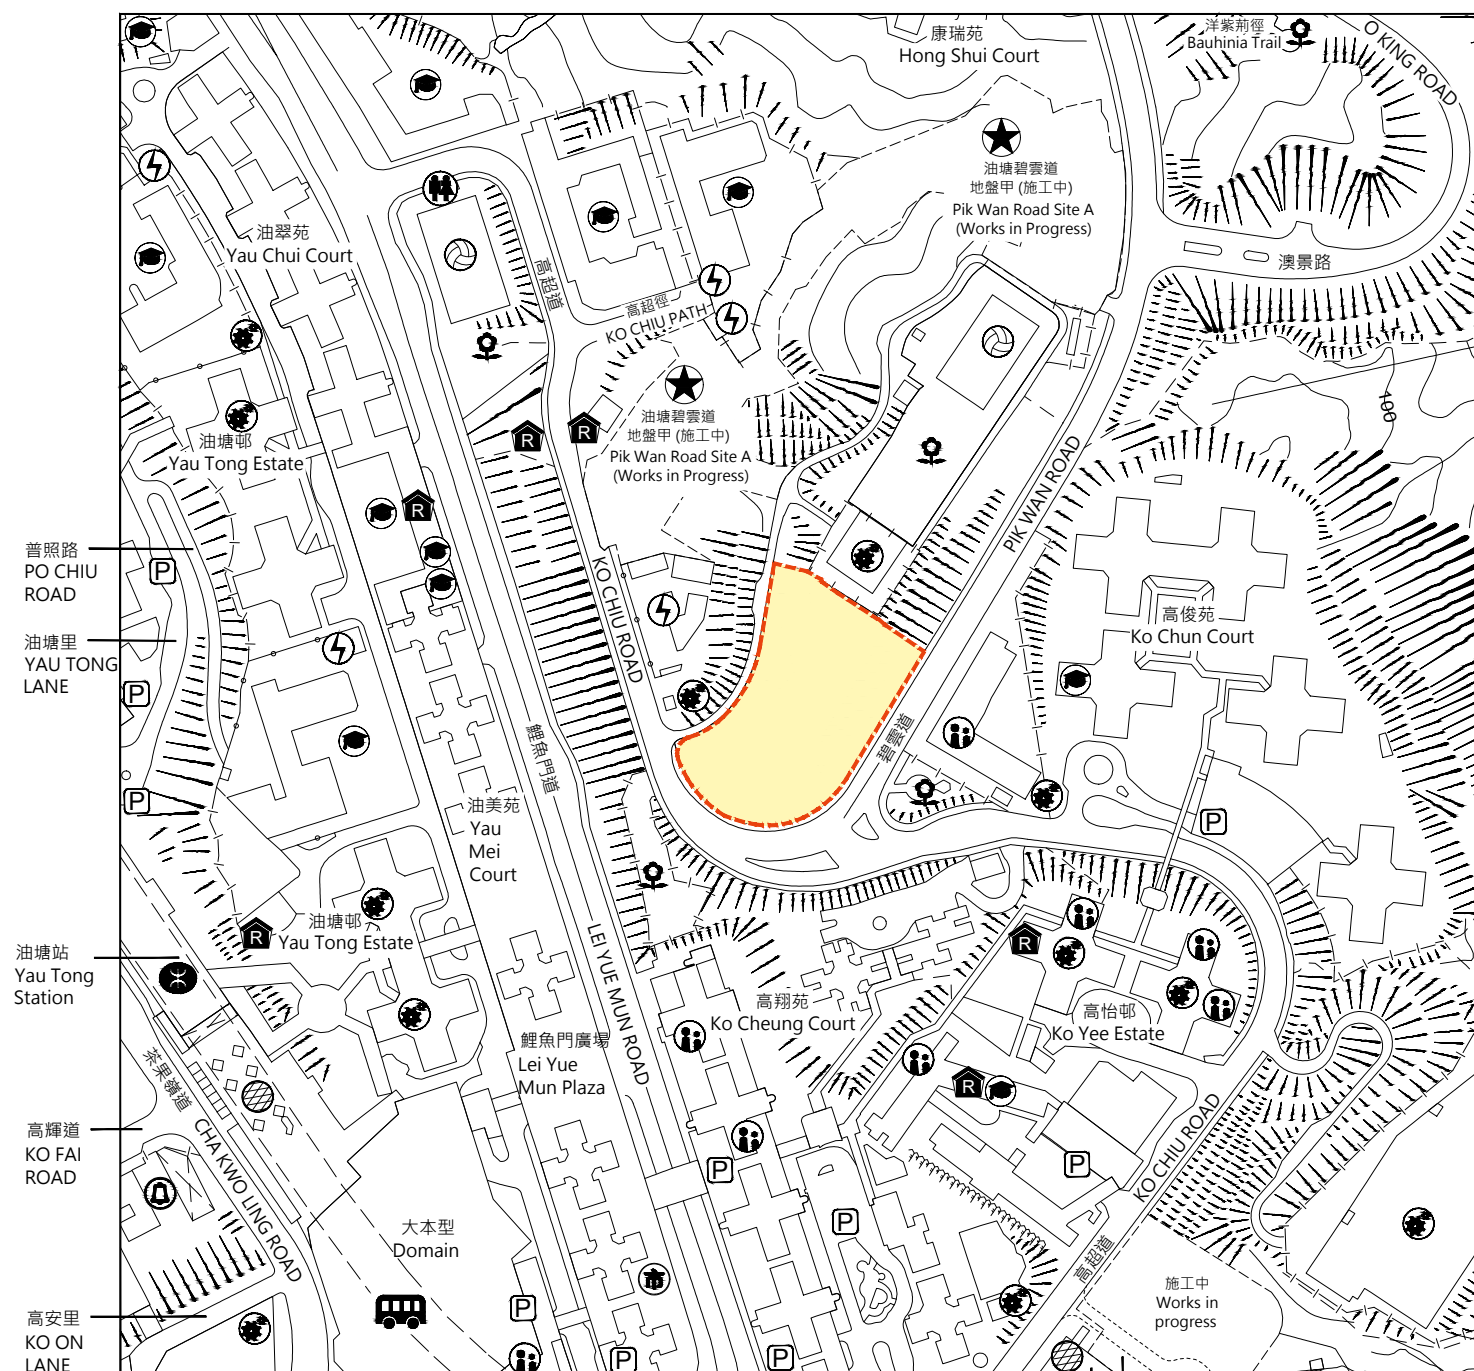 康瑞苑
Hong Shui Court
洋紫荊徑
Bauhinia Trail
O KING ROAD
油塘碧雲道
地盤甲 (施工中)
Pik Wan Road Site A
(Works in Progress)
油翠苑
Yau Chui Court
高超道
高超徑
KO CHIU PATH
澳景路
油塘碧雲道
地盤甲 (施工中)
Pik Wan Road Site A
(Works in Progress)
100
油塘邨
Yau Tong Estate
R
R
R
PIK WAN ROAD
普照路
PO CHIU
ROAD
P
KO CHIU ROAD
高俊苑
Ko Chun Court
油塘里
YAU TONG
LANE
P
鯉魚門道
碧雲道
P
油美苑
Yau
Mei
Court
P
油塘邨
Yau Tong Estate
R
R
LEI YUE MUN ROAD
油塘站
Yau Tong
Station
高翔苑
Ko Cheung Court
高怡邨
Ko Yee Estate
鯉魚門廣場
Lei Yue
Mun Plaza
茶果嶺道
CHA KWO LING ROAD
R
KO CHIU ROAD
高輝道
KO FAI
ROAD
P
P
P
大本型
Domain
高超道
施工中
Works in
progress
高安里
KO ON
LANE
P
P
P